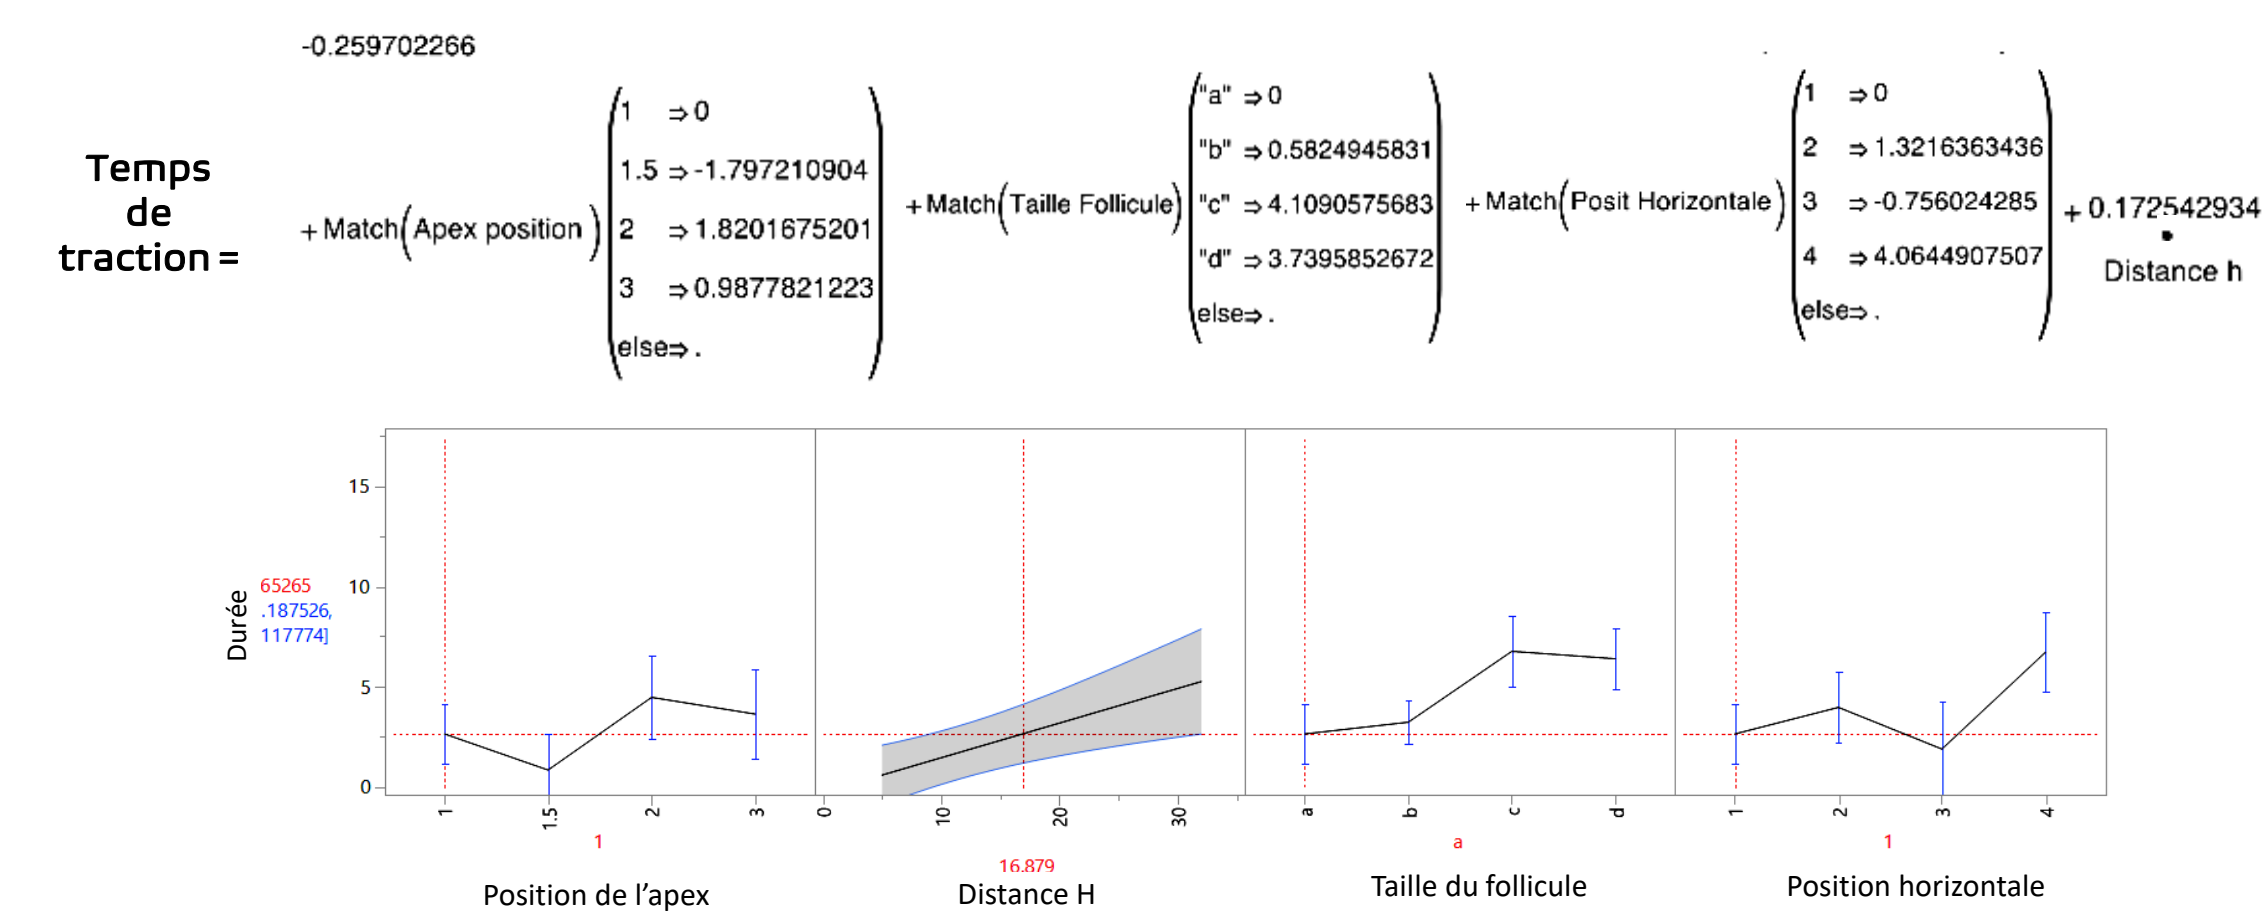 -0.259702266
Temps
de
traction =
+Match(Apex position)
1 ⇒0
1.5 ⇒-1.797210904
2 ⇒1.8201675201
3 ⇒0.9877821223
else⇒ .
+Match(Taille Follicule)
"a" ⇒0
"b" ⇒0.5824945831
"c" ⇒4.1090575683
"d" ⇒3.7395852672
else⇒ .
+Match(Posit Horizontale)
1 ⇒0
2 ⇒1.3216363436
3 ⇒-0.756024285
4 ⇒4.0644907507
else⇒ .
+ 0.172542934
•
Distance h
Durée
65265
.187526,
117774]
15
10
5
0
1 1.5 2 3
0 10 20 30
a b c d
1 2 3 4
1
16.879
a
1
Position de l'apex
Distance H
Taille du follicule
Position horizontale